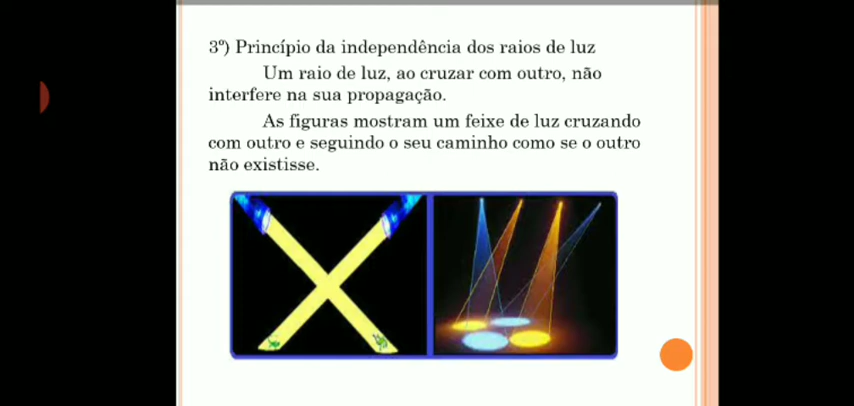 3º) Princípio da independência dos raios de luz
Um raio de luz, ao cruzar com outro, não
interfere na sua propagação.
As figuras mostram um feixe de luz cruzando
com outro e seguindo o seu caminho como se o outro
não existisse.